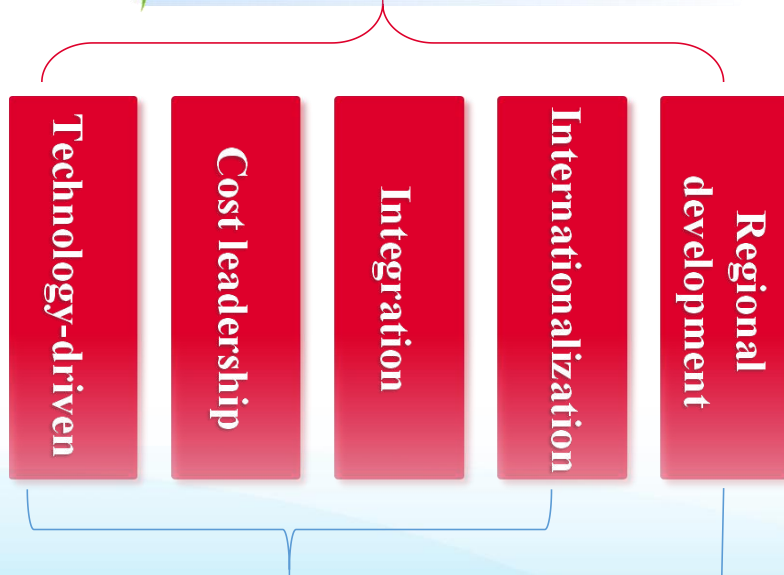 Technology-driven
Cost leadership
Integration
Internationalization
Regional
development